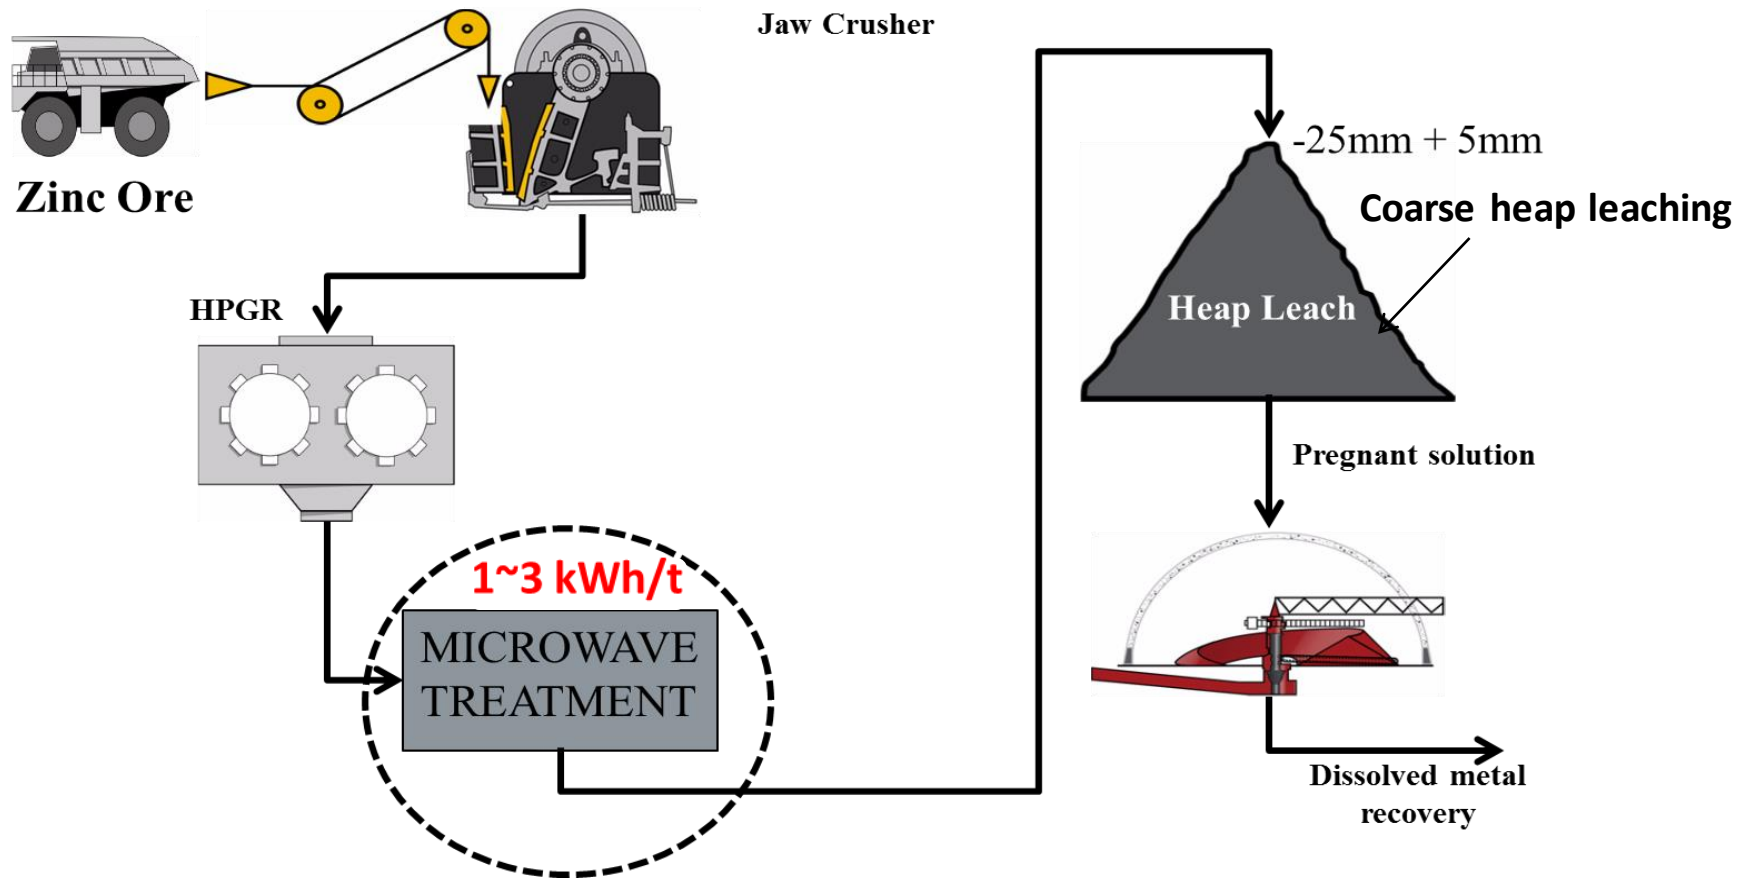 Jaw Crusher
Zinc Ore
HPGR
1~3 kWh/t
MICROWAVE
TREATMENT
-25mm + 5mm
Coarse heap leaching
Heap Leach
Pregnant solution
Dissolved metal
recovery